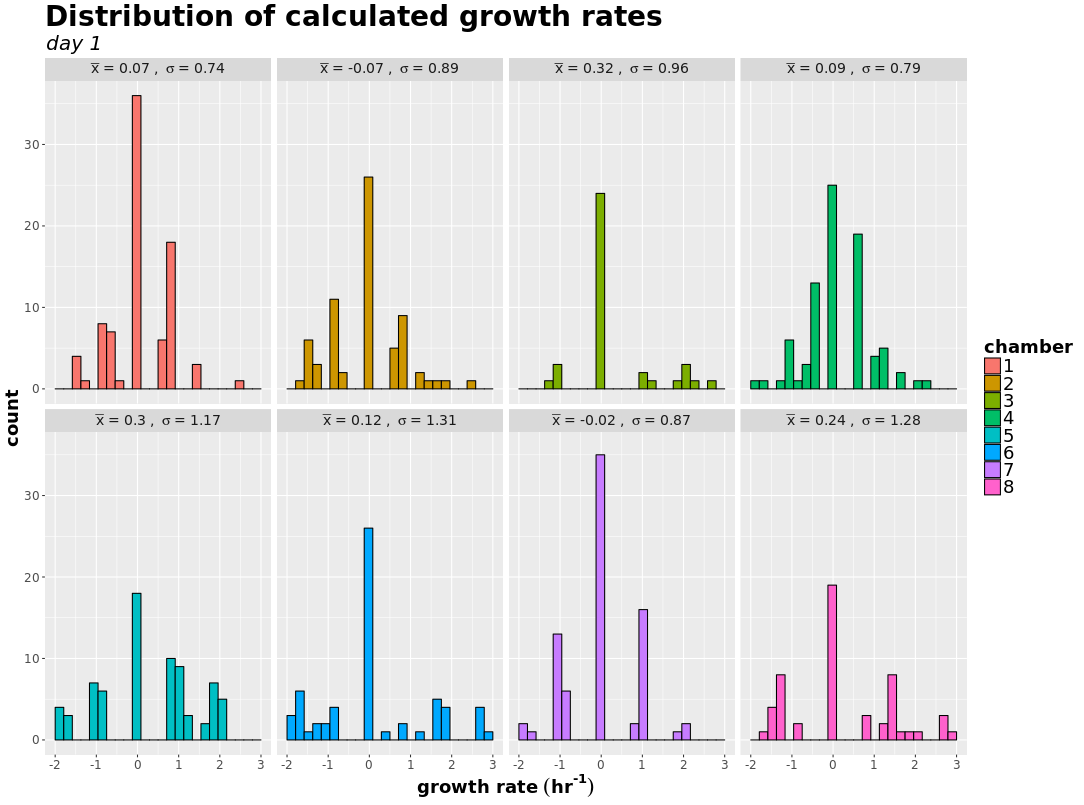 Distribution of calculated growth rates
day 1
x̅ = 0.07 , σ = 0.74
x̅ = -0.07 , σ = 0.89
x̅ = 0.32 , σ = 0.96
x̅ = 0.09 , σ = 0.79
30
20
10
0
x̅ = 0.3 , σ = 1.17
x̅ = 0.12 , σ = 1.31
x̅ = -0.02 , σ = 0.87
x̅ = 0.24 , σ = 1.28
30
20
10
0
-2 -1 0 1 2 3
-2 -1 0 1 2 3
-2 -1 0 1 2 3
-2 -1 0 1 2 3
count
growth rate (hr⁻¹)
chamber
1
2
3
4
5
6
7
8